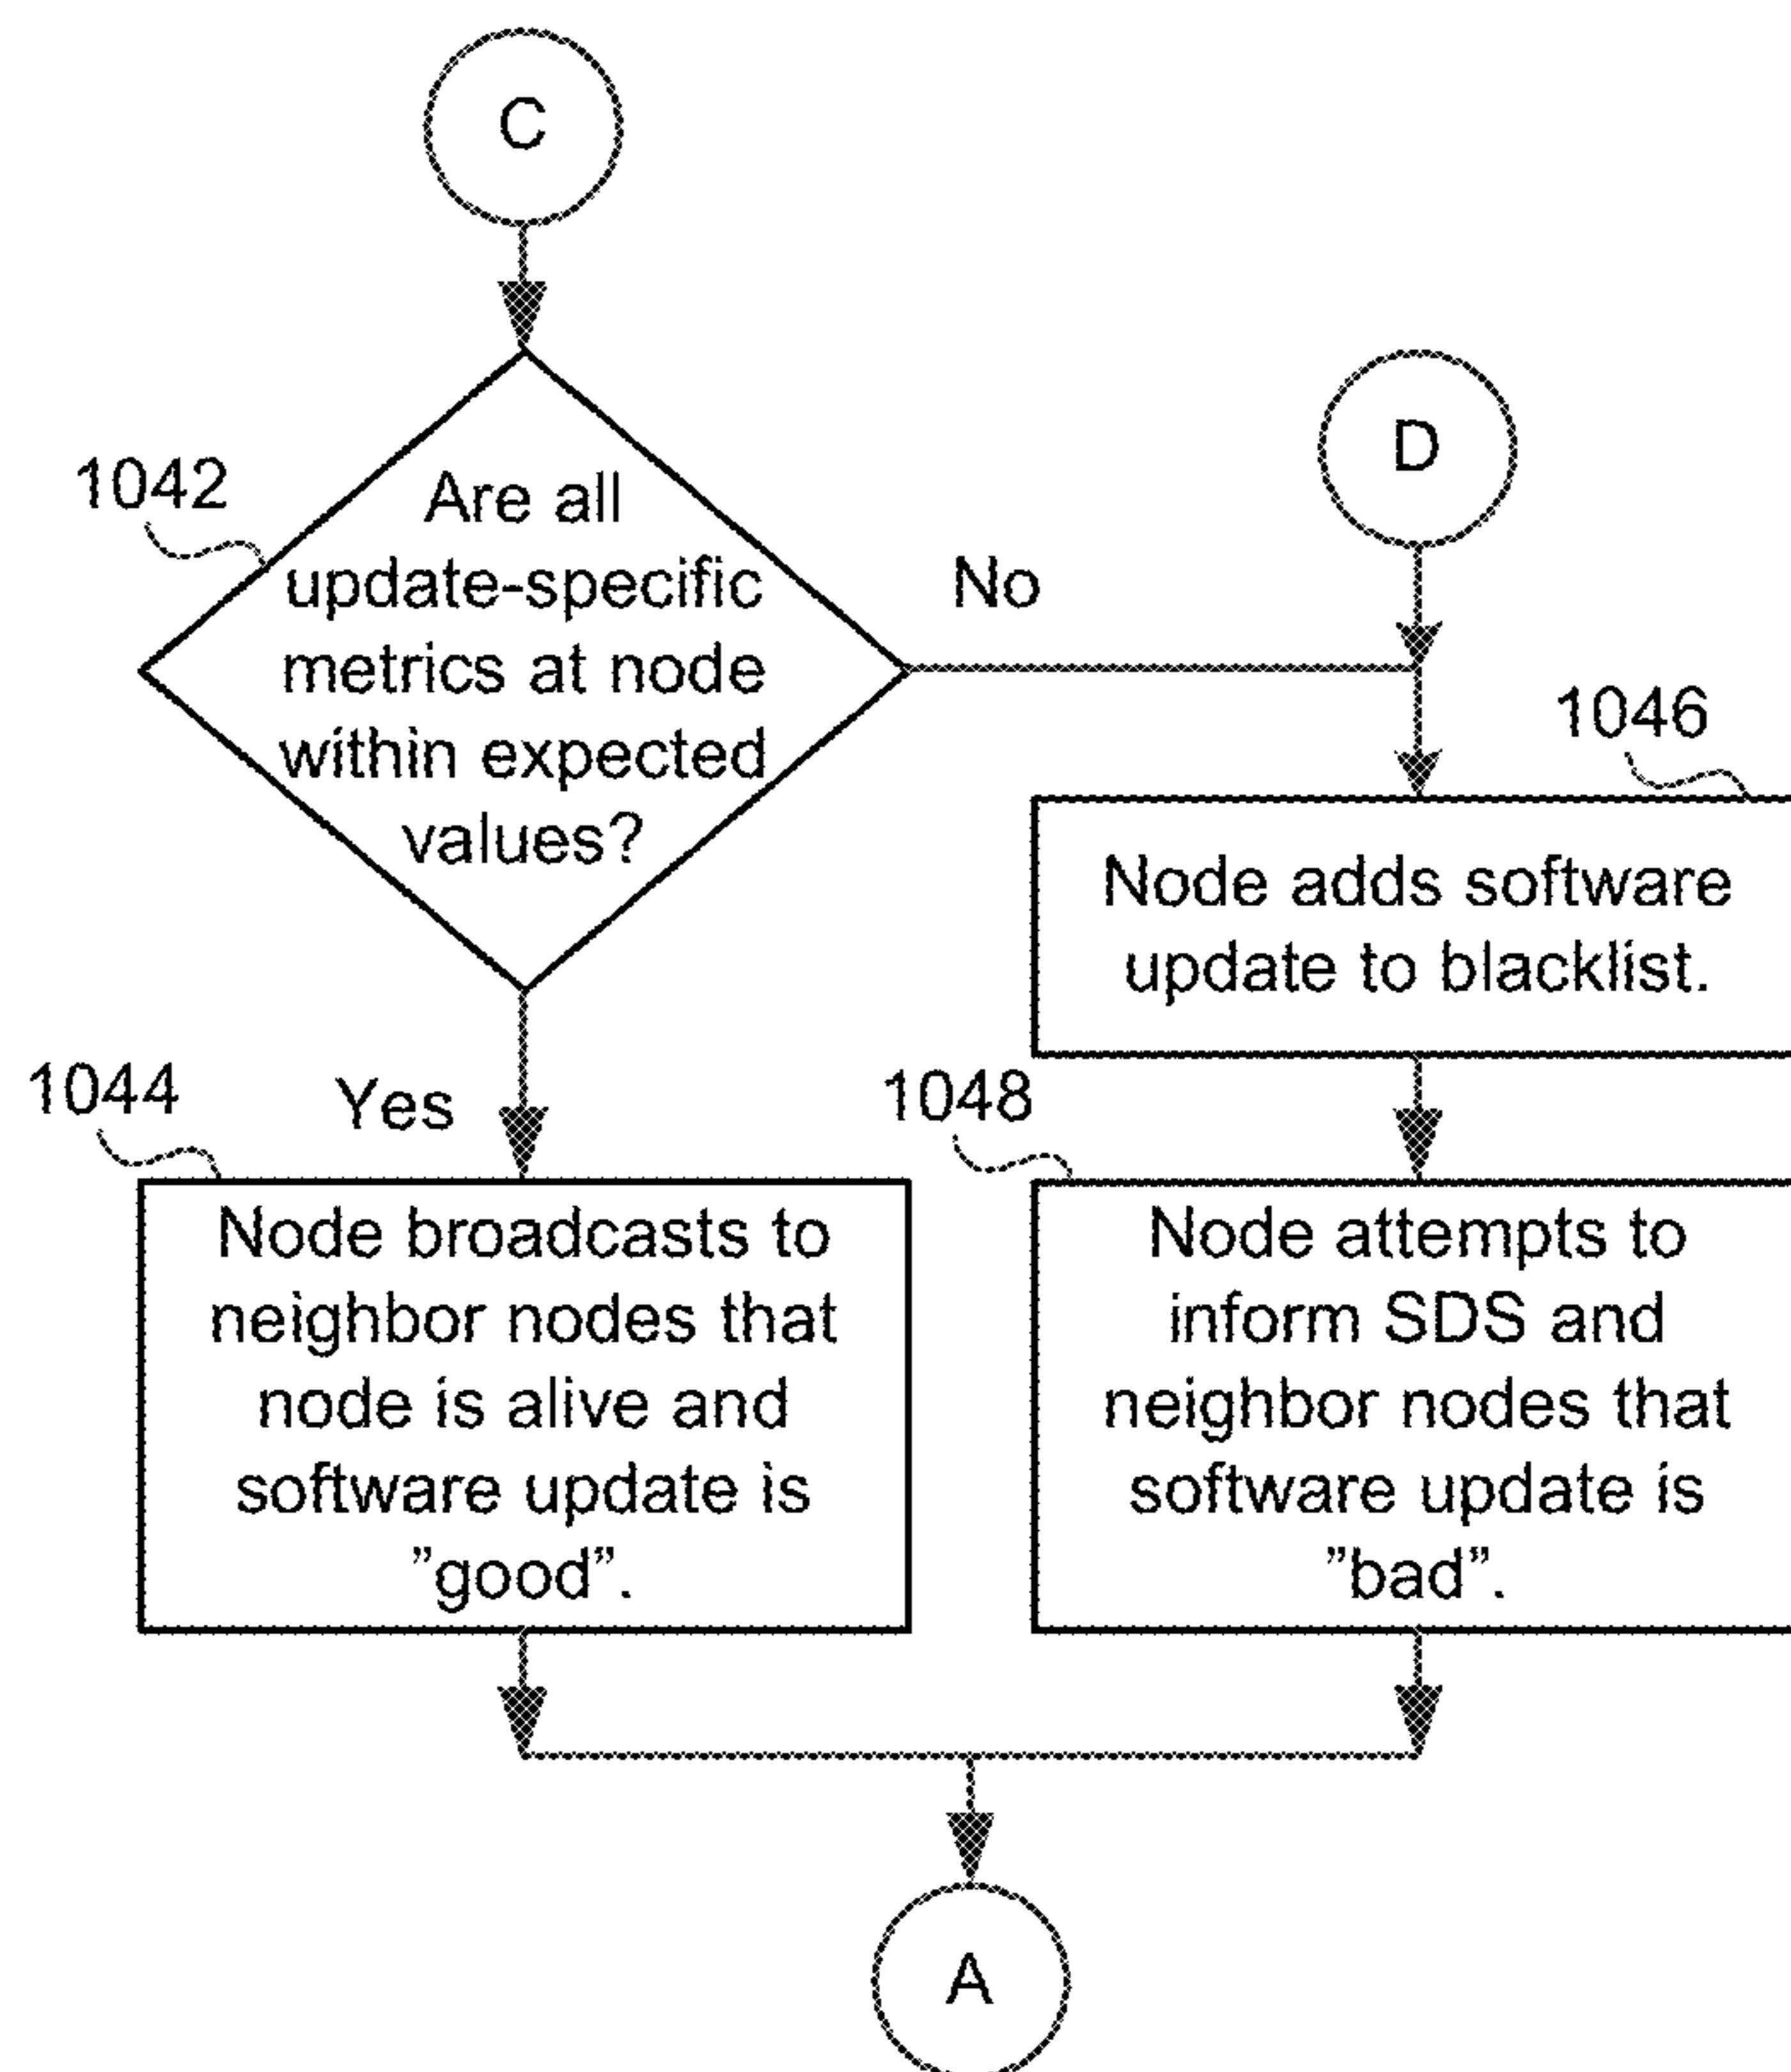 C
D
1042
Are all
update-specific
metrics at node
within expected
values?
No
1046
Node adds software
update to blacklist.
1044
Yes
1048
Node broadcasts to
neighbor nodes that
node is alive and
software update is
”good”.
Node attempts to
inform SDS and
neighbor nodes that
software update is
”bad”.
A